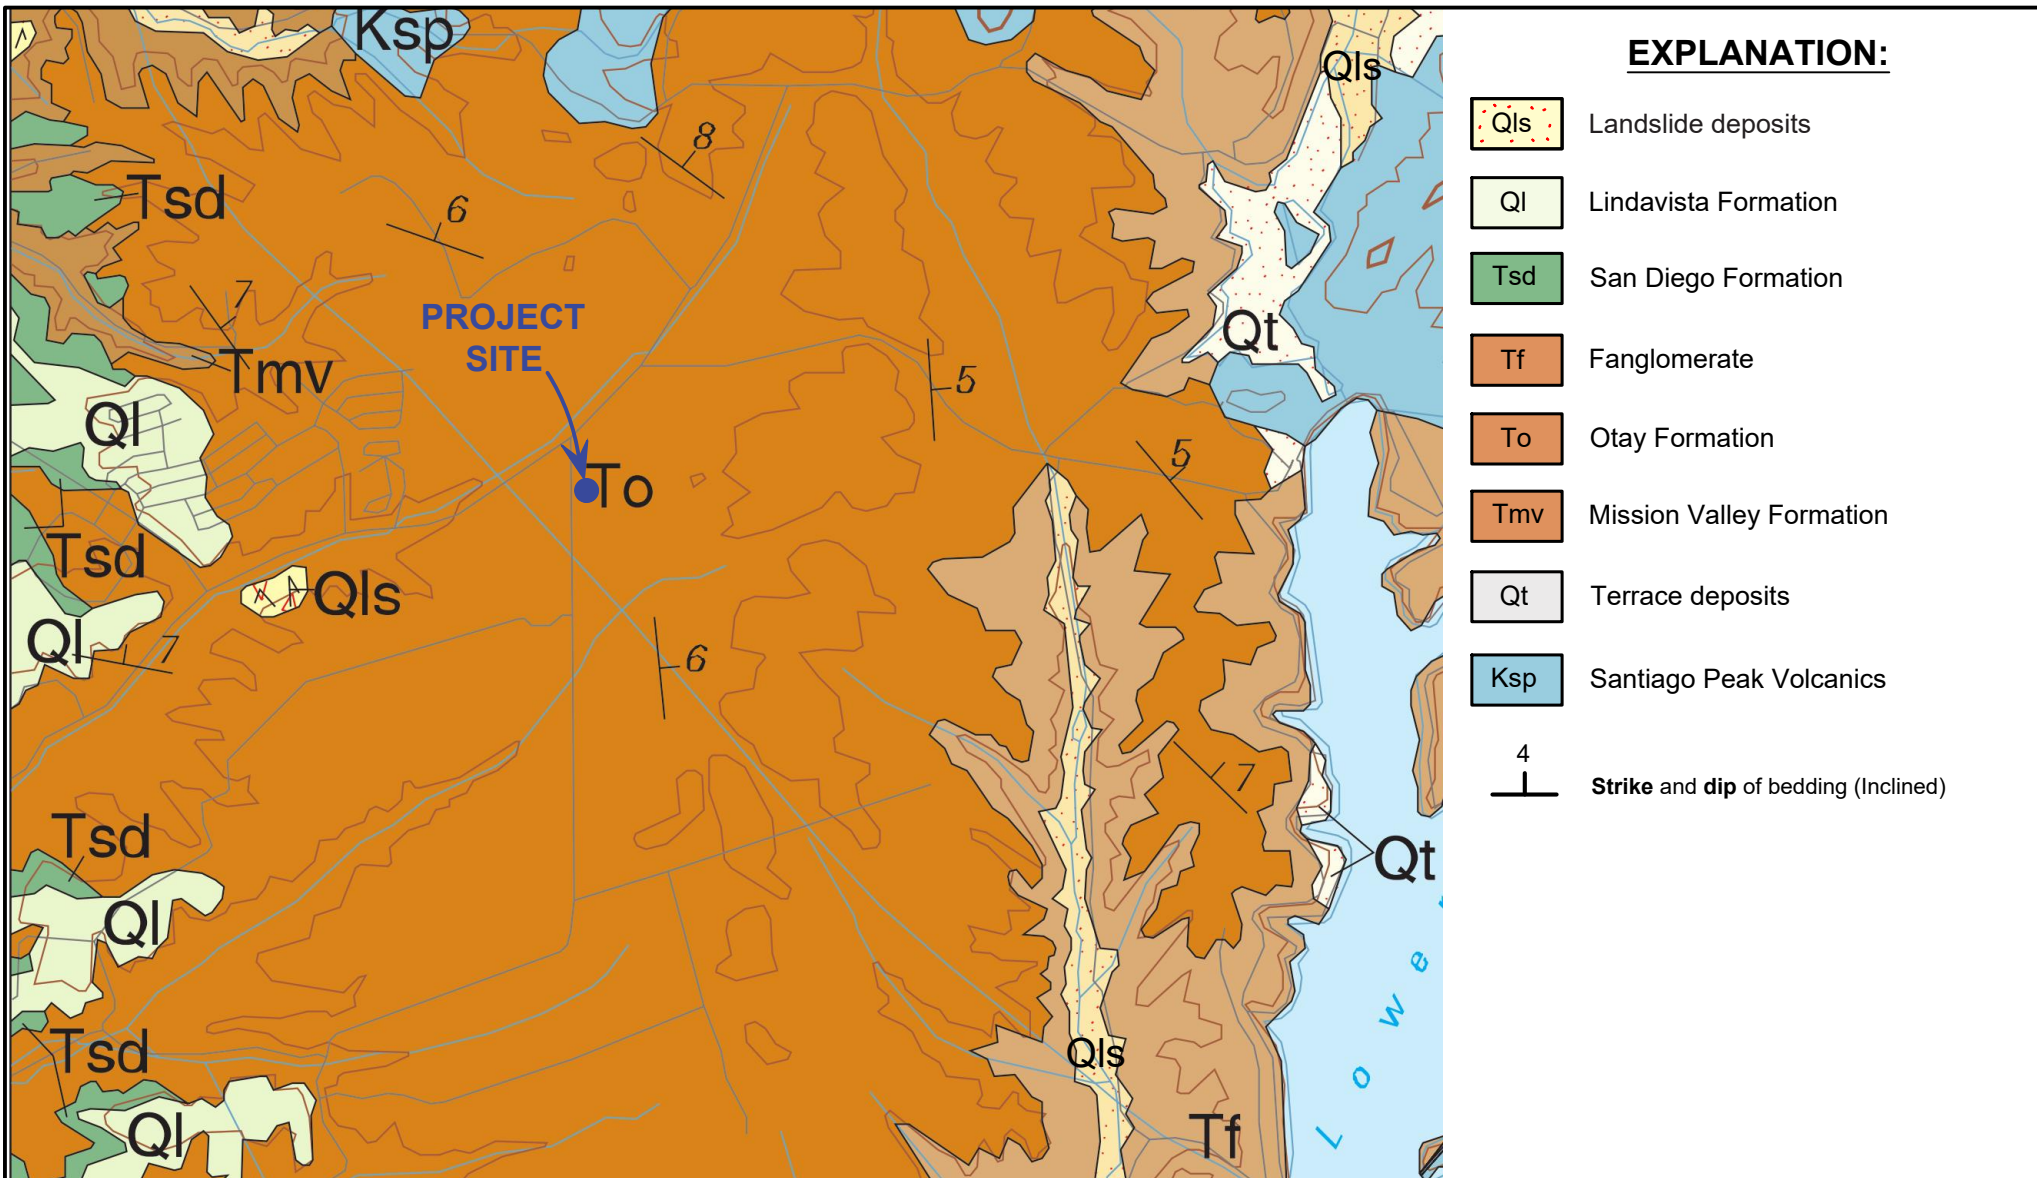 Ksp
Qls
8
Tsd
6
7
PROJECT
SITE
Tmv
Qt
5
Ql
5
To
Tsd
Qls
Ql
7
6
7
Tsd
Qt
Ql
Tsd
Qls
Ql
Tf
L o w e
EXPLANATION:
Qls Landslide deposits
Ql Lindavista Formation
Tsd San Diego Formation
Tf Fanglomerate
To Otay Formation
Tmv Mission Valley Formation
Qt Terrace deposits
Ksp Santiago Peak Volcanics
4
Strike and dip of bedding (Inclined)